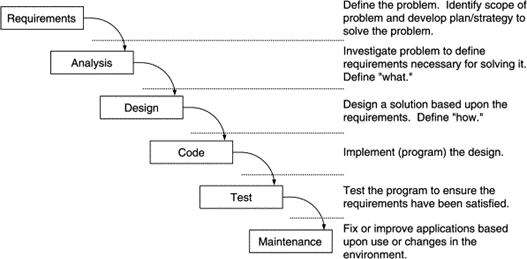 Requirements
Define the problem. Identify scope of
problem and develop plan/strategy to
solve the problem.
Analysis
Investigate problem to define
requirements necessary for solving it.
Define "what."
Design
Design a solution based upon the
requirements. Define "how."
Code
Implement (program) the design.
Test
Test the program to ensure the
requirements have been satisfied.
Maintenance
Fix or improve applications based
upon use or changes in the
environment.